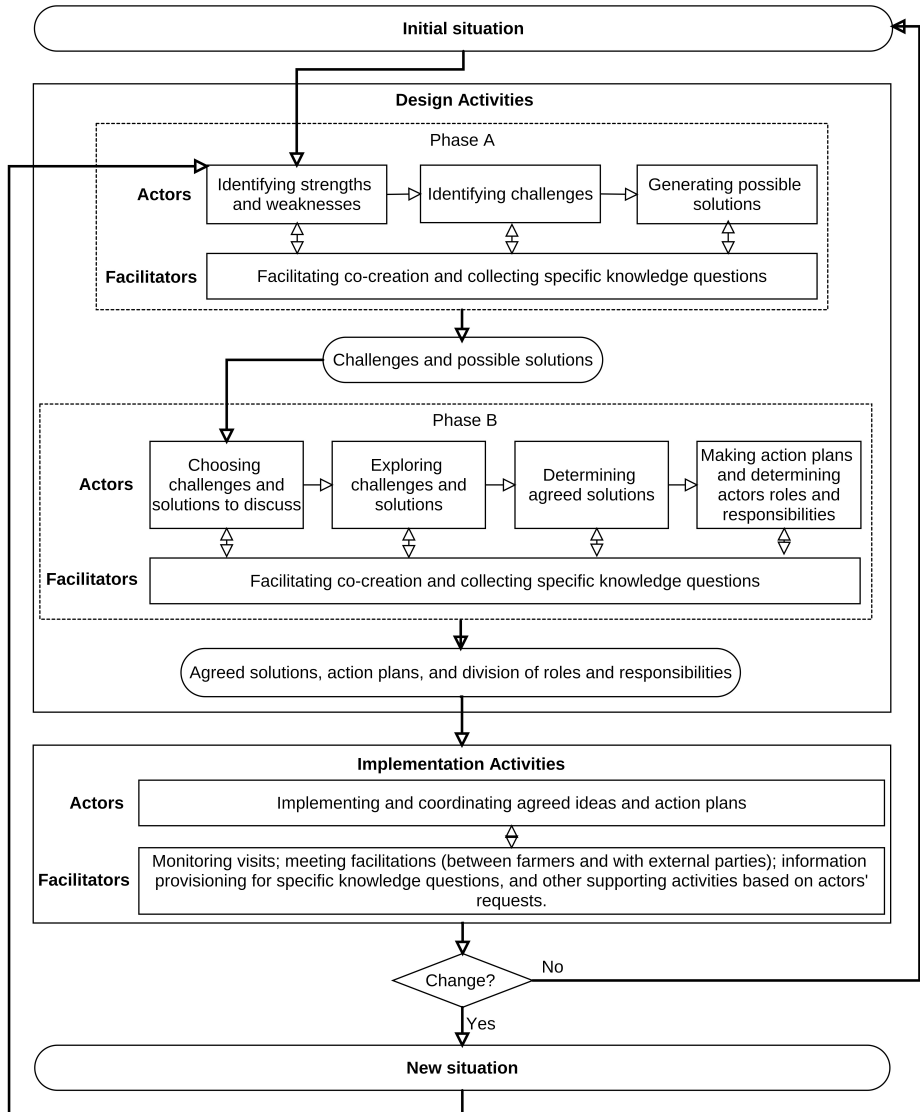 Initial situation
Design Activities
Phase A
Actors
Identifying strengths
and weaknesses
Identifying challenges
Generating possible
solutions
Facilitators
Facilitating co-creation and collecting specific knowledge questions
Challenges and possible solutions
Phase B
Actors
Choosing
challenges and
solutions to discuss
Exploring
challenges and
solutions
Determining
agreed solutions
Making action plans
and determining
actors roles and
responsibilities
Facilitators
Facilitating co-creation and collecting specific knowledge questions
Agreed solutions, action plans, and division of roles and responsibilities
Implementation Activities
Actors
Implementing and coordinating agreed ideas and action plans
Facilitators
Monitoring visits; meeting facilitations (between farmers and with external parties); information
provisioning for specific knowledge questions, and other supporting activities based on actors'
requests.
Change?
No
Yes
New situation